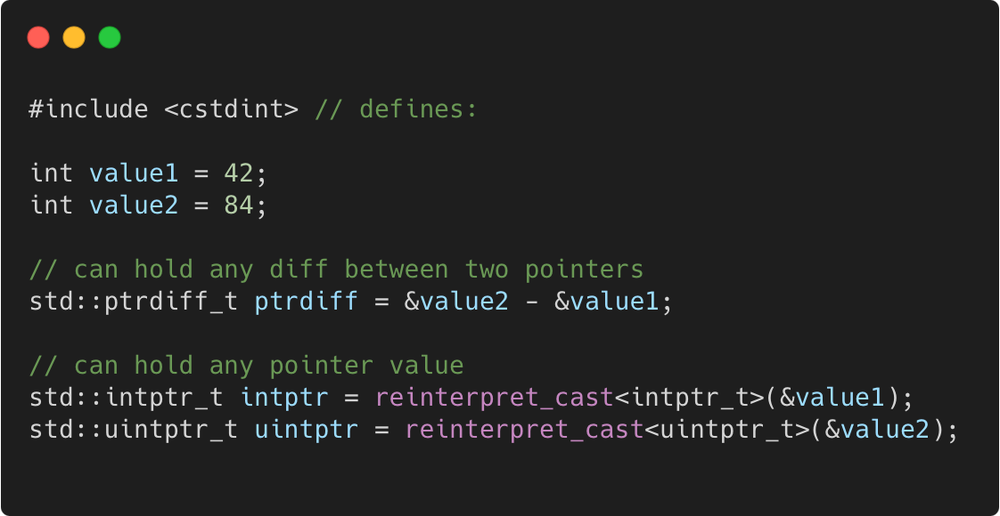 #include <cstdint> // defines:
int value1 = 42;
int value2 = 84;
// can hold any diff between two pointers
std::ptrdiff_t ptrdiff = &value2 - &value1;
// can hold any pointer value
std::intptr_t intptr = reinterpret_cast<intptr_t>(&value1);
std::uintptr_t uintptr = reinterpret_cast<uintptr_t>(&value2);